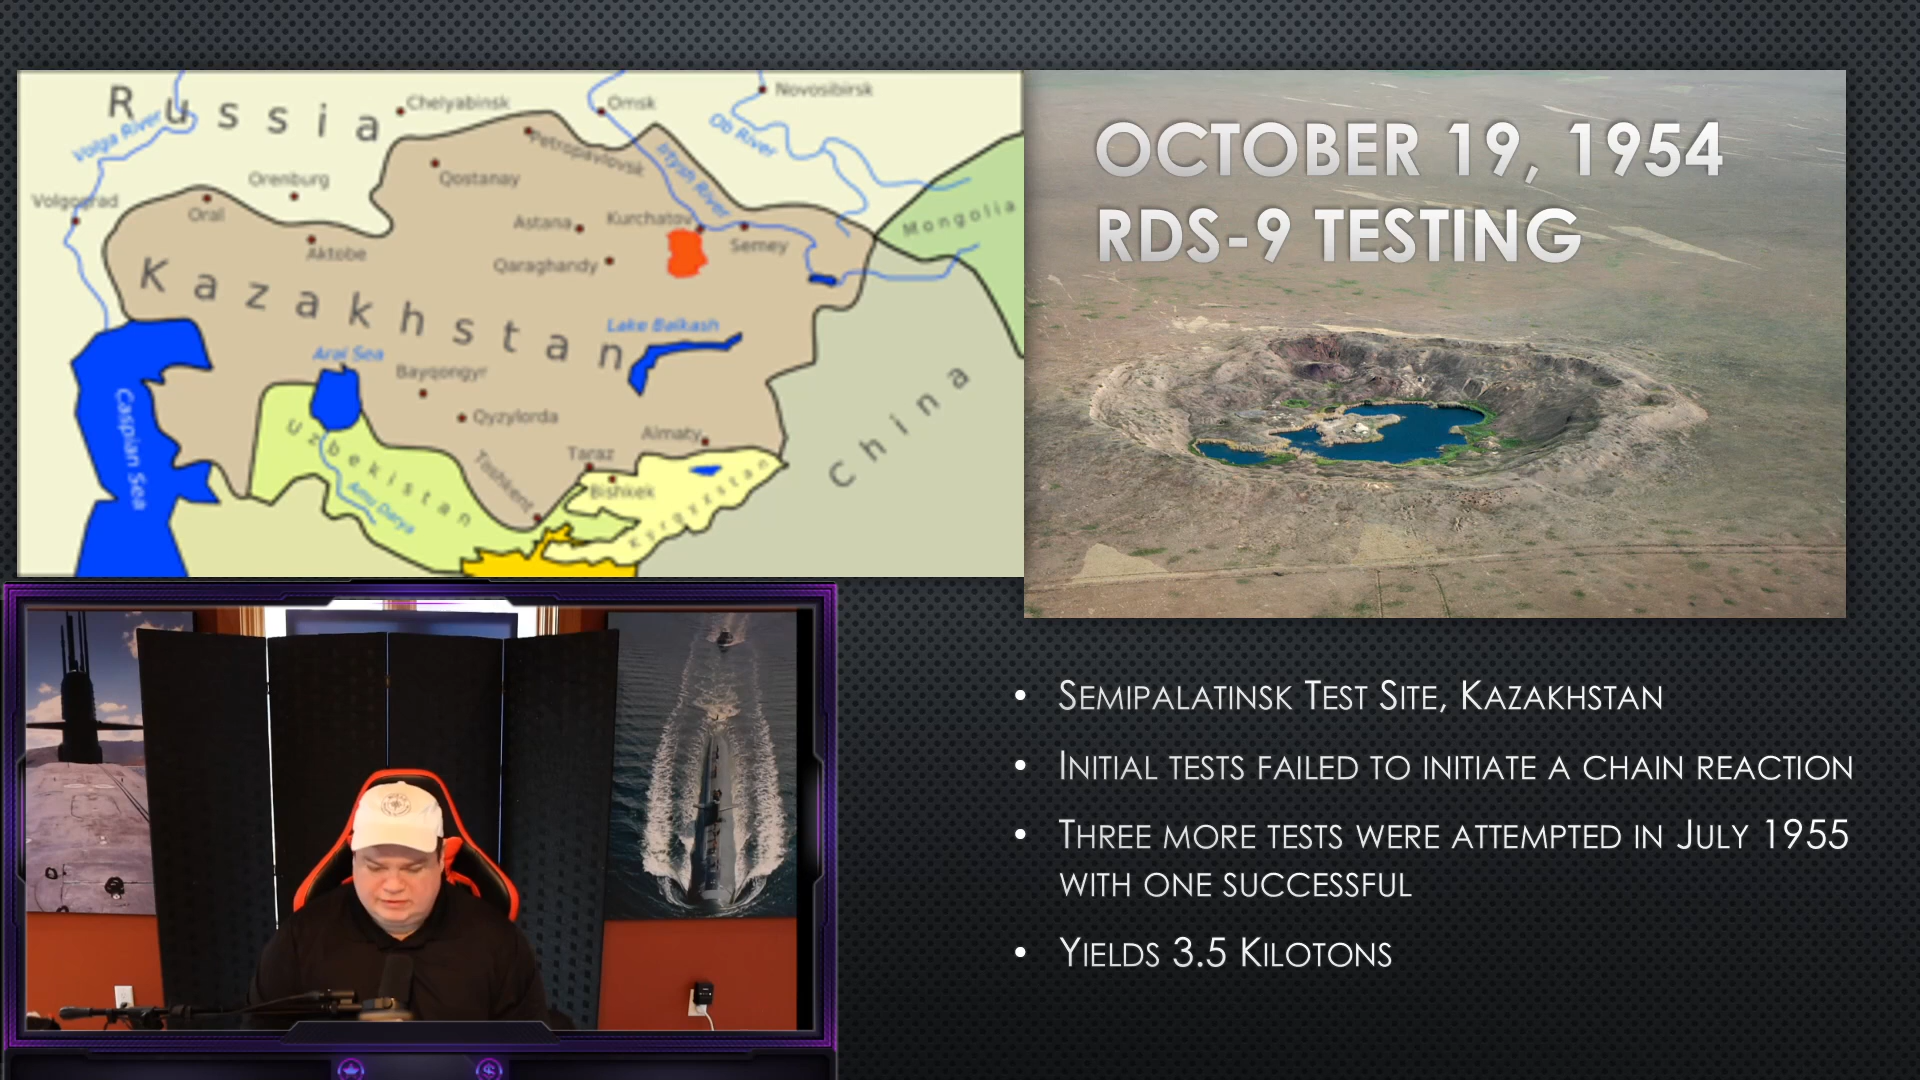 Russia
Chelyabinsk
Omsk
Novosibirsk
Volga River
Petropavlovsk
Irtysh River
Ob River
Orenburg
Qostanay
Volgograd
Oral
Astana
Kurchatov
Mongolia
Aktobe
Semey
Qaraghandy
Kazakhstan
Lake Balkash
Aral Sea
Bayqongyr
Caspian Sea
Qyzylorda
China
Uzbekistan
Almaty
Taraz
Tashkent
Bishkek
Amu Darya
Kyrgyzstan
OCTOBER 19, 1954
RDS-9 TESTING
• SEMIPALATINSK TEST SITE, KAZAKHSTAN
• INITIAL TESTS FAILED TO INITIATE A CHAIN REACTION
• THREE MORE TESTS WERE ATTEMPTED IN JULY 1955
WITH ONE SUCCESSFUL
• YIELDS 3.5 KILOTONS